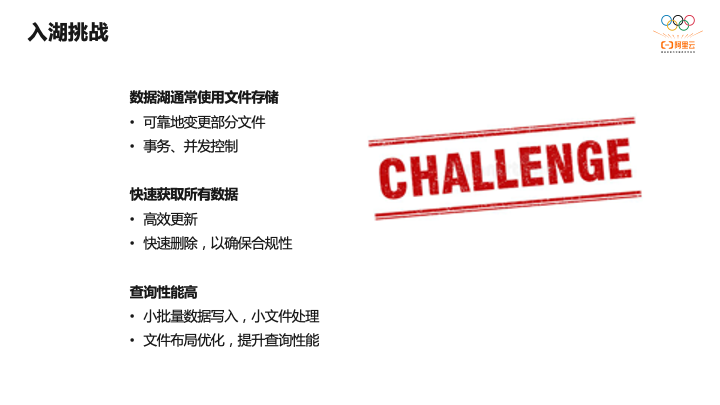 入湖挑战
阿里云
数据湖通常使用文件存储
• 可靠地变更部分文件
• 事务、并发控制
CHALLENGE
快速获取所有数据
• 高效更新
• 快速删除，以确保合规性
查询性能高
• 小批量数据写入，小文件处理
• 文件布局优化，提升查询性能